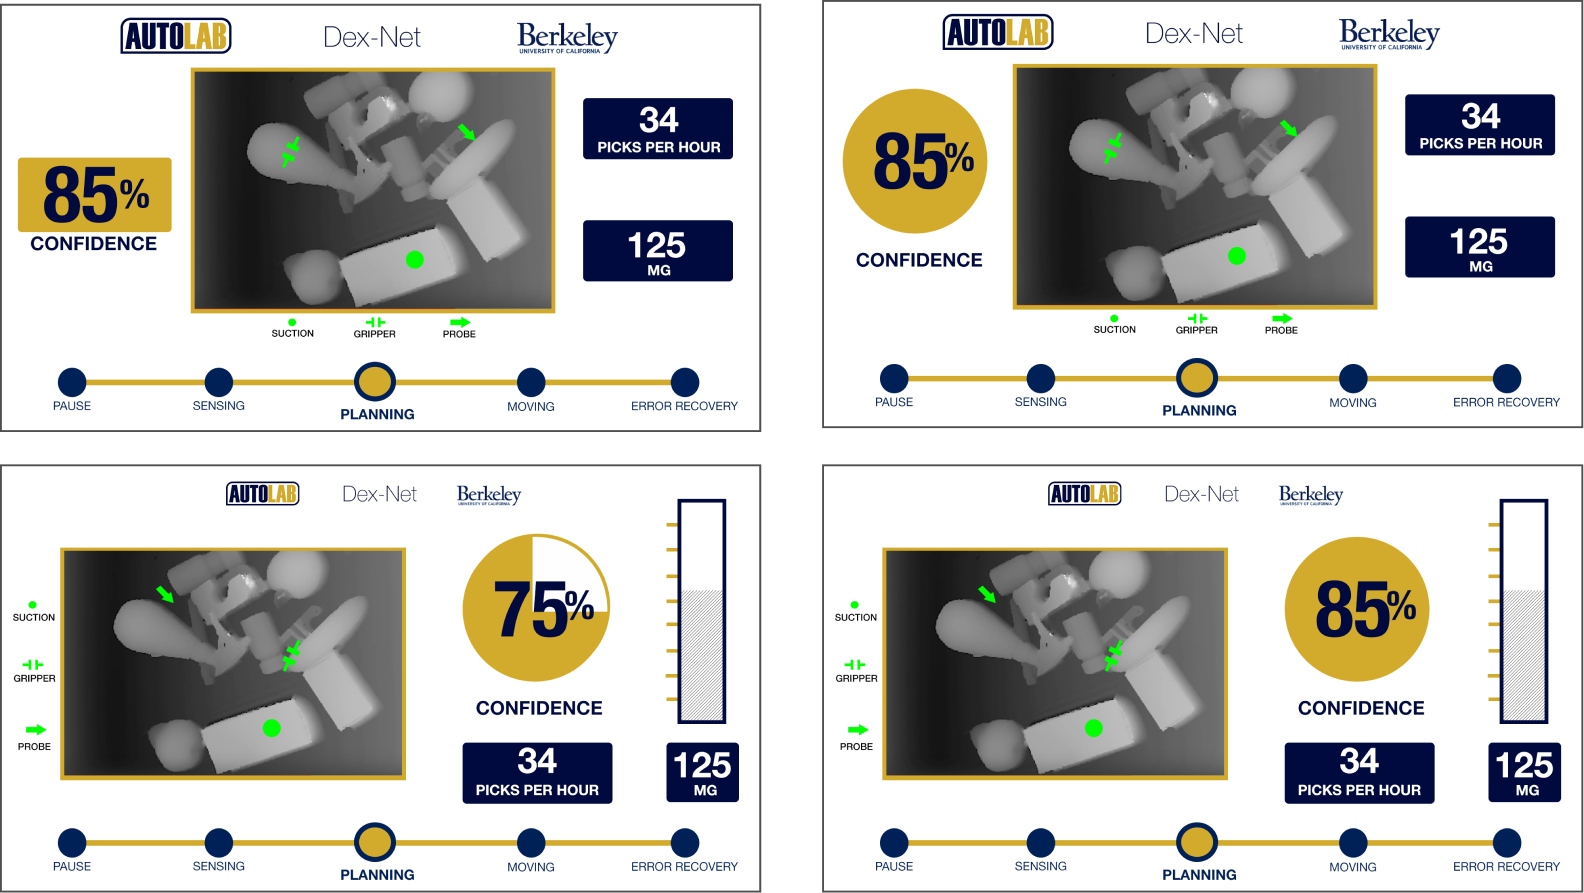 AUTOLAB
Dex-Net
Berkeley
UNIVERSITY OF CALIFORNIA
85%
CONFIDENCE
34
PICKS PER HOUR
125
MG
SUCTION
GRIPPER
PROBE
PAUSE
SENSING
PLANNING
MOVING
ERROR RECOVERY
AUTOLAB
Dex-Net
Berkeley
UNIVERSITY OF CALIFORNIA
85%
CONFIDENCE
34
PICKS PER HOUR
125
MG
SUCTION
GRIPPER
PROBE
PAUSE
SENSING
PLANNING
MOVING
ERROR RECOVERY
AUTOLAB
Dex-Net
Berkeley
UNIVERSITY OF CALIFORNIA
SUCTION
GRIPPER
PROBE
75%
CONFIDENCE
34
PICKS PER HOUR
125
MG
PAUSE
SENSING
PLANNING
MOVING
ERROR RECOVERY
AUTOLAB
Dex-Net
Berkeley
UNIVERSITY OF CALIFORNIA
SUCTION
GRIPPER
PROBE
85%
CONFIDENCE
34
PICKS PER HOUR
125
MG
PAUSE
SENSING
PLANNING
MOVING
ERROR RECOVERY